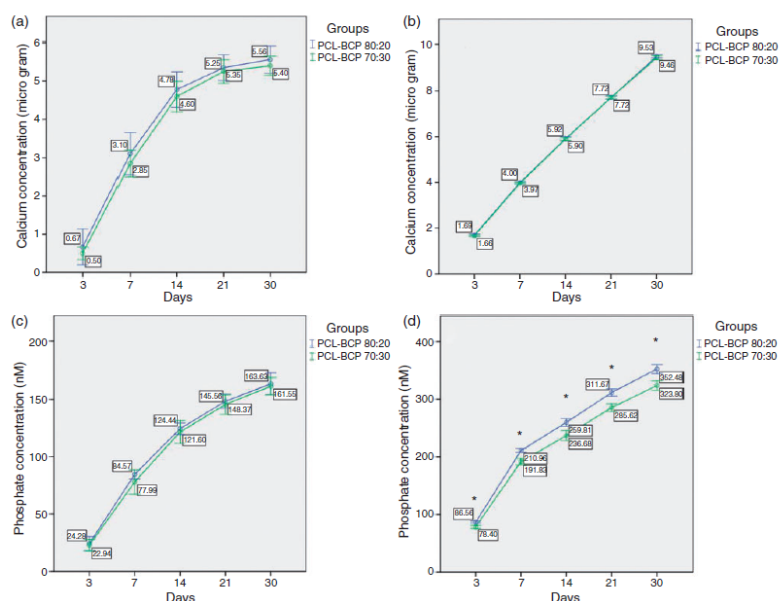 (a)
Groups
PCL-BCP 80:20
PCL-BCP 70:30
Calcium concentration (micro gram)
6
5
4
3
2
1
0
0.67
0.50
3.10
2.85
4.78
4.60
5.25
5.35
5.56
5.40
3 7 14 21 30
Days
(b)
Groups
PCL-BCP 80:20
PCL-BCP 70:30
Calcium concentration (micro gram)
10
8
6
4
2
0
1.66
4.00
3.97
5.92
5.90
7.72
7.72
9.53
9.46
3 7 14 21 30
Days
(c)
Groups
PCL-BCP 80:20
PCL-BCP 70:30
Phosphate concentration (nM)
200
150
100
50
0
24.28
22.94
84.57
77.99
124.44
121.60
145.56
148.37
163.63
161.55
3 7 14 21 30
Days
(d)
Groups
PCL-BCP 80:20
PCL-BCP 70:30
Phosphate concentration (nM)
400
300
200
100
0
*
*
*
*
*
86.56
78.40
210.96
191.83
259.81
236.68
311.67
285.62
352.48
323.80
3 7 14 21 30
Days